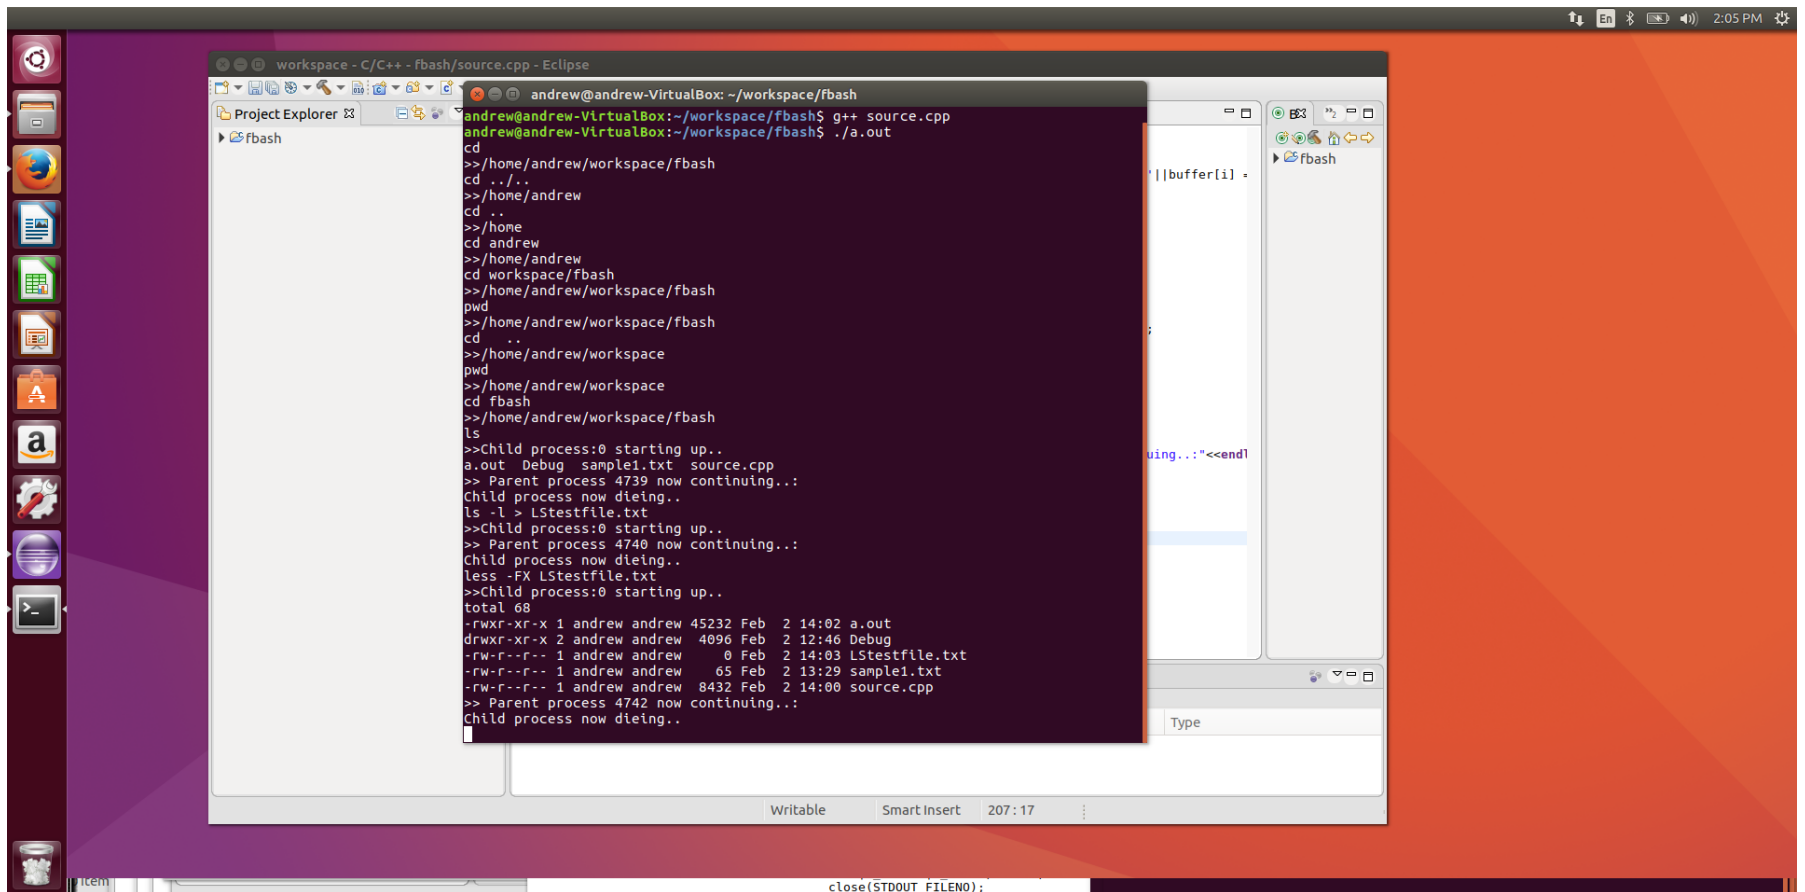 En
2:05 PM
workspace - C/C++ - fbash/source.cpp - Eclipse
Project Explorer
fbash
andrew@andrew-VirtualBox: ~/workspace/fbash
andrew@andrew-VirtualBox:~/workspace/fbash$ g++ source.cpp
andrew@andrew-VirtualBox:~/workspace/fbash$ ./a.out
cd
>>/home/andrew/workspace/fbash
cd ../..
>>/home/andrew
cd ..
>>/home
cd andrew
>>/home/andrew
cd workspace/fbash
>>/home/andrew/workspace/fbash
pwd
>>/home/andrew/workspace/fbash
cd   ..
>>/home/andrew/workspace
pwd
>>/home/andrew/workspace
cd fbash
>>/home/andrew/workspace/fbash
ls
>>Child process:0 starting up..
a.out  Debug  sample1.txt  source.cpp
>> Parent process 4739 now continuing..:
Child process now dieing..
ls -l > LStestfile.txt
>>Child process:0 starting up..
>> Parent process 4740 now continuing..:
Child process now dieing..
less -FX LStestfile.txt
>>Child process:0 starting up..
total 68
-rwxr-xr-x 1 andrew andrew 45232 Feb  2 14:02 a.out
drwxr-xr-x 2 andrew andrew  4096 Feb  2 12:46 Debug
-rw-r--r-- 1 andrew andrew     0 Feb  2 14:03 LStestfile.txt
-rw-r--r-- 1 andrew andrew    65 Feb  2 13:29 sample1.txt
-rw-r--r-- 1 andrew andrew  8432 Feb  2 14:00 source.cpp
>> Parent process 4742 now continuing..:
Child process now dieing..
'||buffer[i] =
;
uing..:"<<endl
fbash
Type
Writable
Smart Insert
207 : 17
Item
close(STDOUT_FILENO);